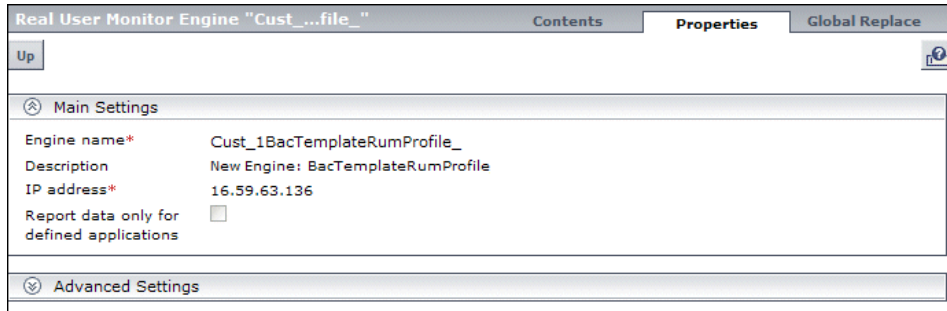 Real User Monitor Engine "Cust_...file_" Contents Properties Global Replace
Up
Main Settings
Engine name* Cust_1BacTemplateRumProfile_
Description New Engine: BacTemplateRumProfile
IP address* 16.59.63.136
Report data only for
defined applications
Advanced Settings